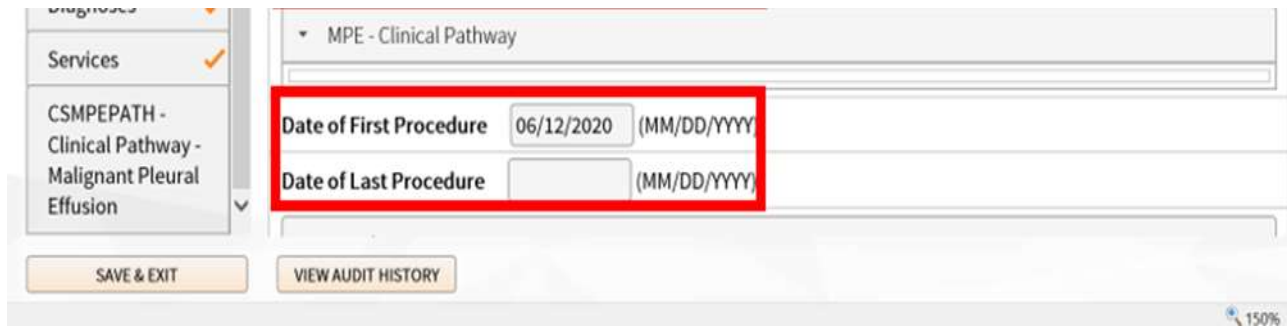 Diagnoses
Services
CSMPEPATH -
Clinical Pathway -
Malignant Pleural
Effusion
MPE - Clinical Pathway
Date of First Procedure 06/12/2020 (MM/DD/YYYY)
Date of Last Procedure (MM/DD/YYYY)
SAVE & EXIT VIEW AUDIT HISTORY
150%